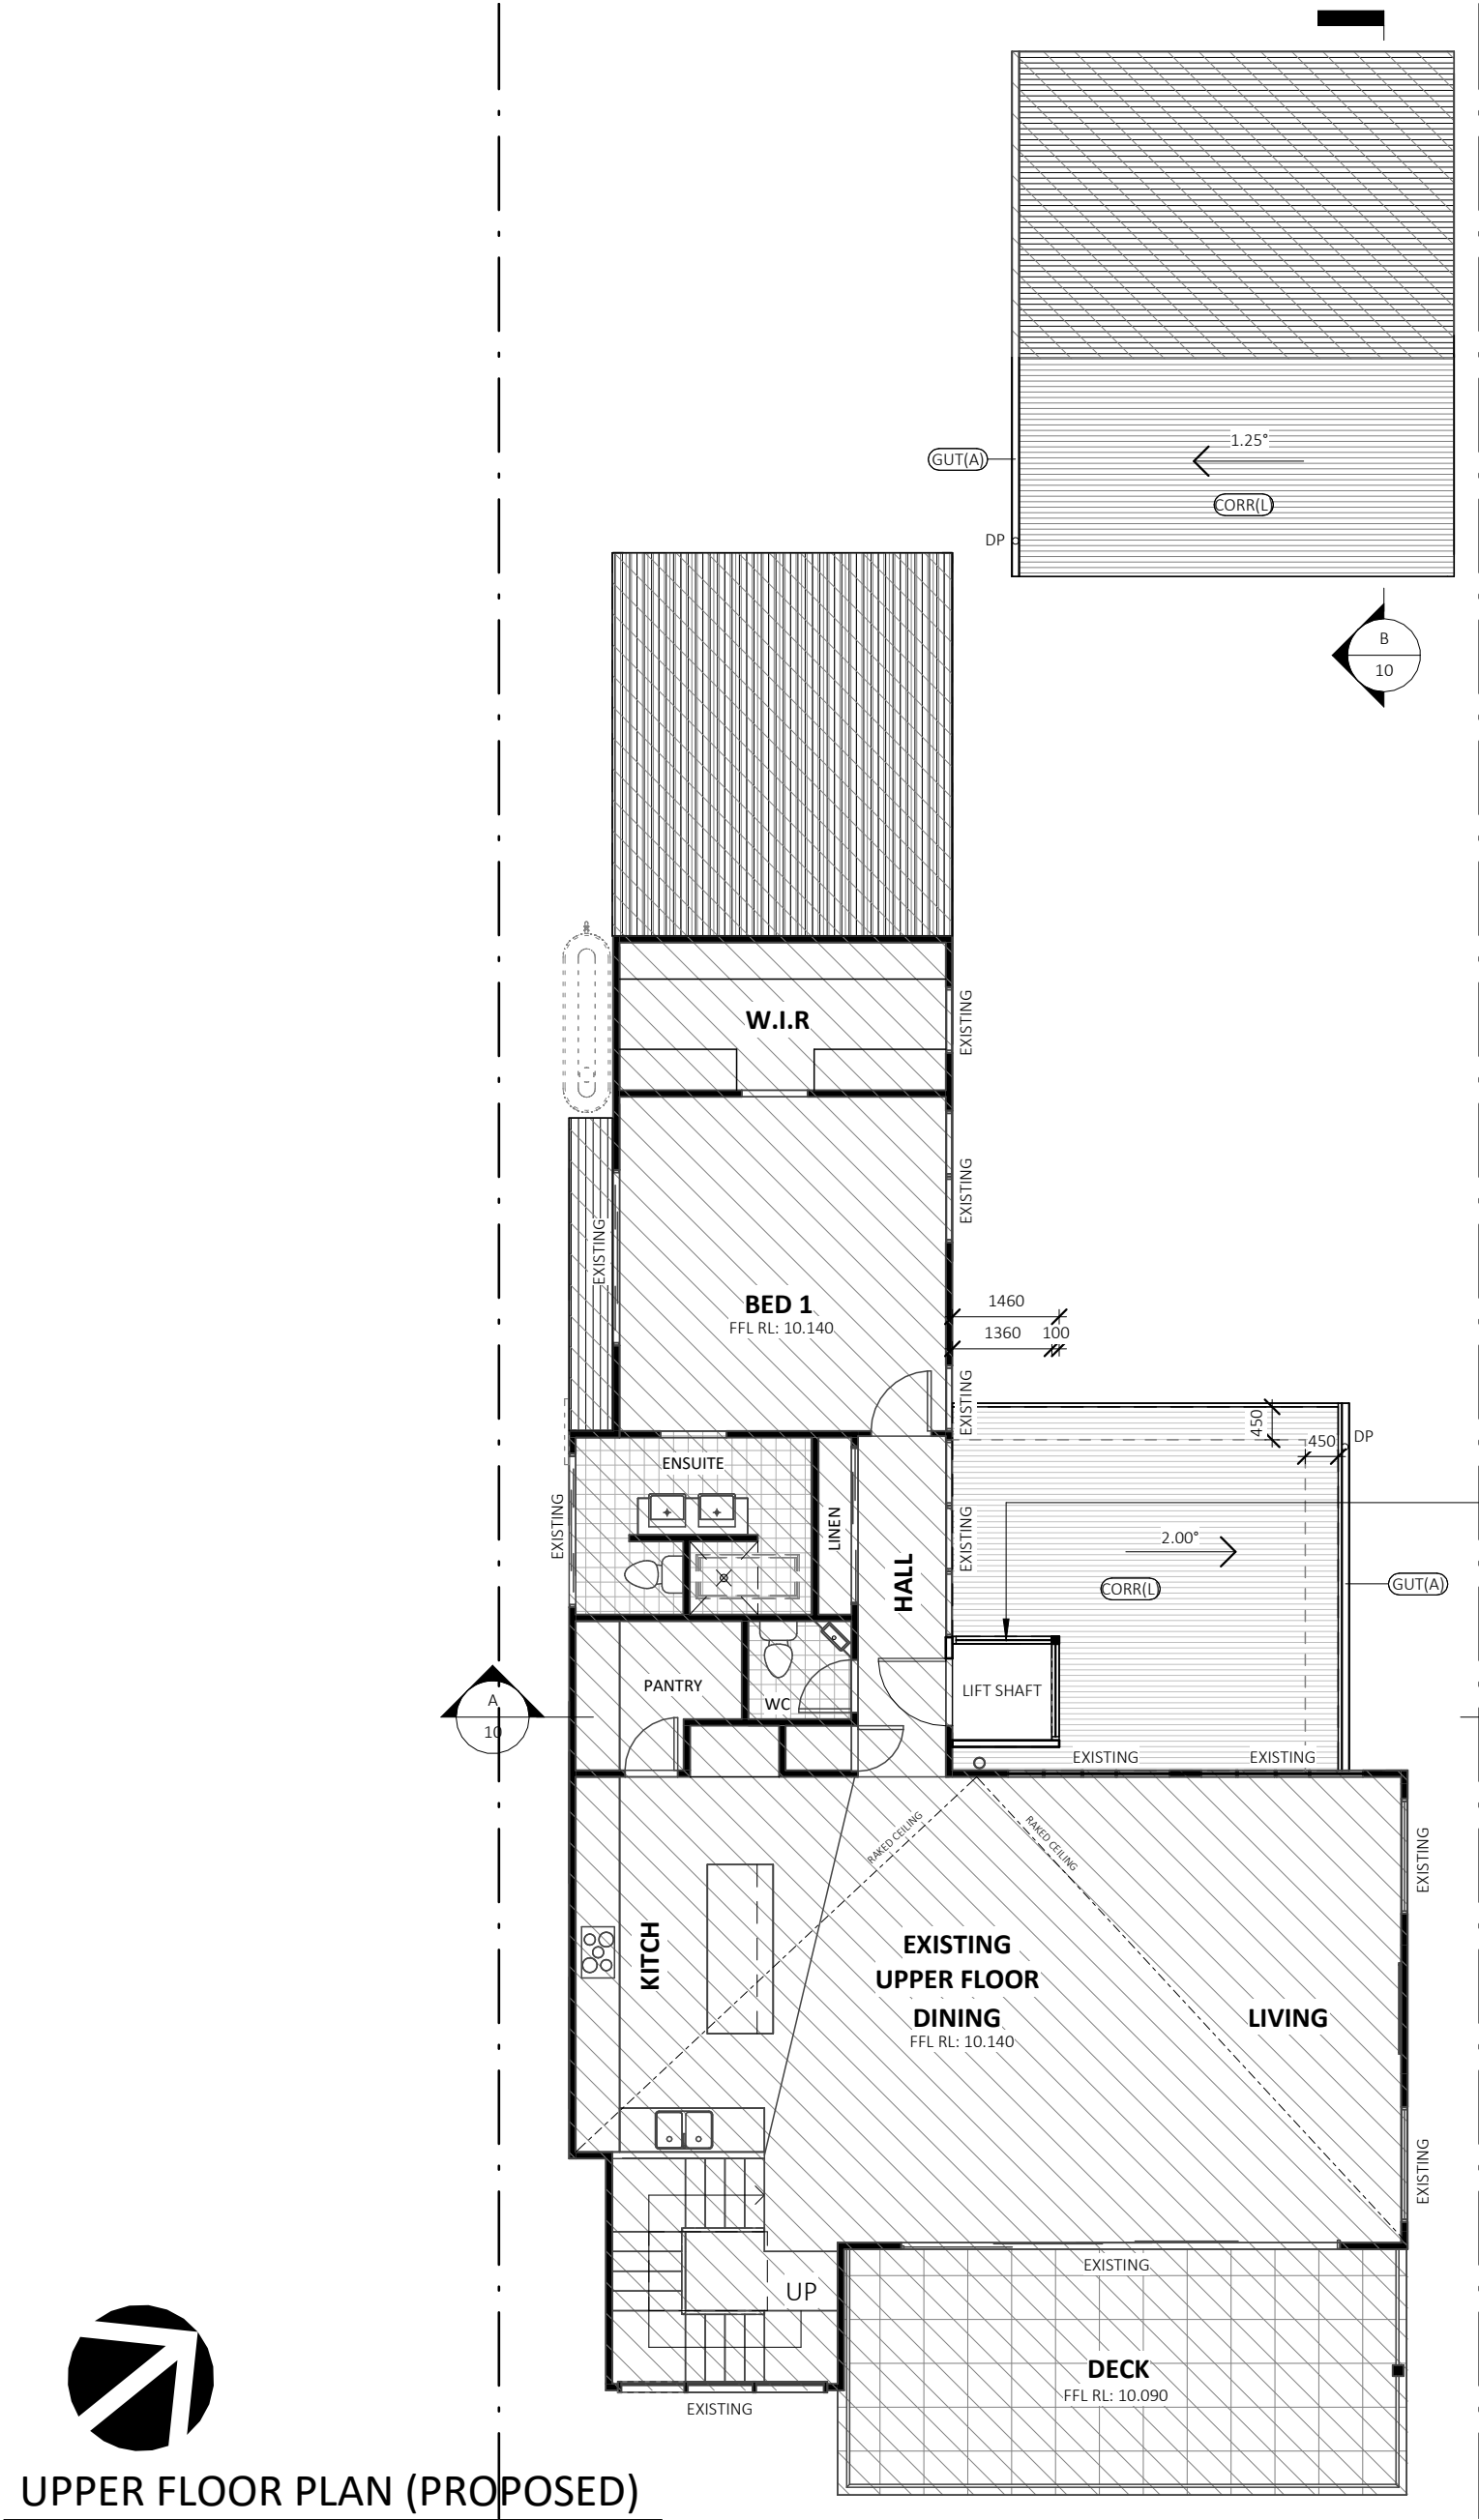 1.25°
GUT(A)
CORR(L)
DP
B
10
W.I.R
EXISTING
EXISTING
EXISTING
BED 1
FFL RL: 10.140
1460
1360 100
EXISTING
450
450
DP
ENSUITE
EXISTING
LINEN
HALL
EXISTING
2.00°
CORR(L)
GUT(A)
PANTRY
WC
LIFT SHAFT
A
10
EXISTING
EXISTING
RAKED CEILING
RAKED CEILING
EXISTING
KITCH
EXISTING
UPPER FLOOR
DINING
FFL RL: 10.140
LIVING
EXISTING
EXISTING
UP
DECK
FFL RL: 10.090
EXISTING
UPPER FLOOR PLAN (PROPOSED)